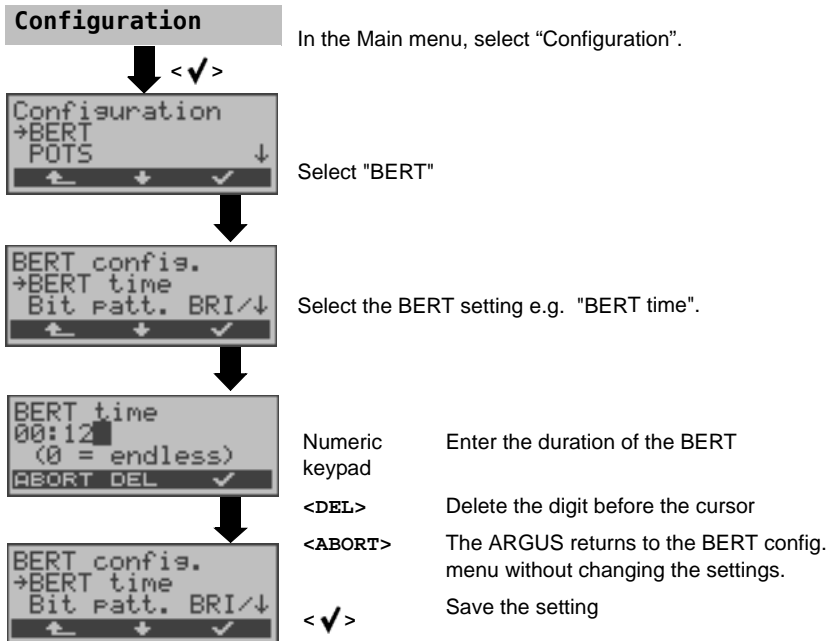 Configuration
In the Main menu, select “Configuration”.
<✓>
Configuration
→BERT
POTS ↓
Select "BERT"
BERT config.
→BERT time
Bit patt. BRI/↓
Select the BERT setting e.g. "BERT time".
BERT time
00:12
(0 = endless)
ABORT DEL ✓
Numeric keypad
Enter the duration of the BERT
<DEL> Delete the digit before the cursor
<ABORT> The ARGUS returns to the BERT config.
menu without changing the settings.
BERT config.
→BERT time
Bit patt. BRI/↓
<✓> Save the setting